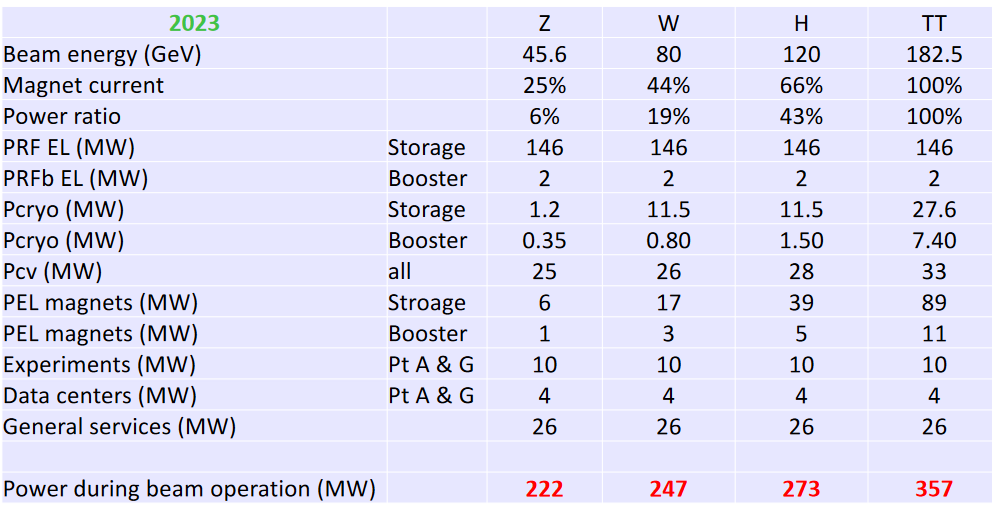 2023 Z W H TT
Beam energy (GeV) 45.6 80 120 182.5
Magnet current 25% 44% 66% 100%
Power ratio 6% 19% 43% 100%
PRF EL (MW) Storage 146 146 146 146
PRFb EL (MW) Booster 2 2 2 2
Pcryo (MW) Storage 1.2 11.5 11.5 27.6
Pcryo (MW) Booster 0.35 0.80 1.50 7.40
Pcv (MW) all 25 26 28 33
PEL magnets (MW) Stroage 6 17 39 89
PEL magnets (MW) Booster 1 3 5 11
Experiments (MW) Pt A & G 10 10 10 10
Data centers (MW) Pt A & G 4 4 4 4
General services (MW) 26 26 26 26
Power during beam operation (MW) 222 247 273 357